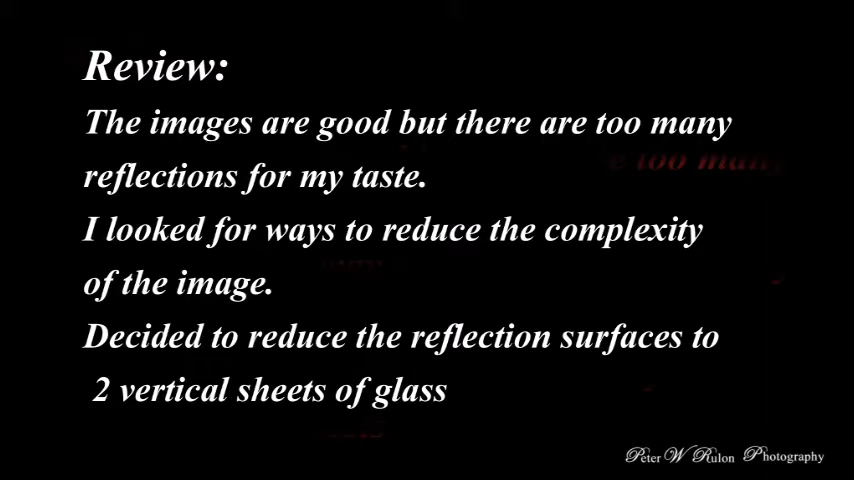 Review:
The images are good but there are too many
reflections for my taste.
I looked for ways to reduce the complexity
of the image.
Decided to reduce the reflection surfaces to
2 vertical sheets of glass
Peter W Rulon Photography